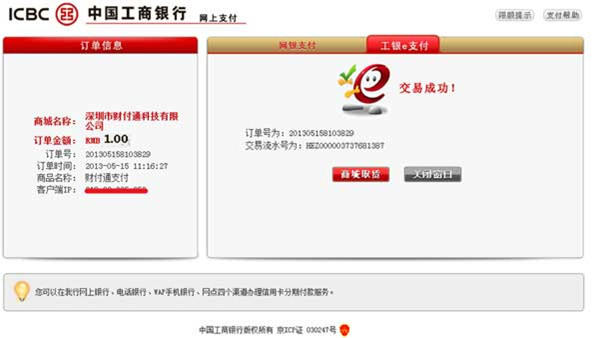 ICBC 中国工商银行 网上支付
限额提示 支付帮助
订单信息
商城名称： 深圳市财付通科技有限
公司
订单金额： RMB 1.00
订单号： 201305158103829
订单时间： 2013-05-15 11:16:27
商品名称： 财付通支付
客户端IP：
网银支付 工银e支付
交易成功！
订单号为：201305158103829
交易流水号为：HEZ000003737681387
商城取货 关闭窗口
您可以在我行网上银行、电话银行、WAP手机银行、网点四个渠道办理信用卡分期付款服务。
中国工商银行版权所有 京ICP证 030247号